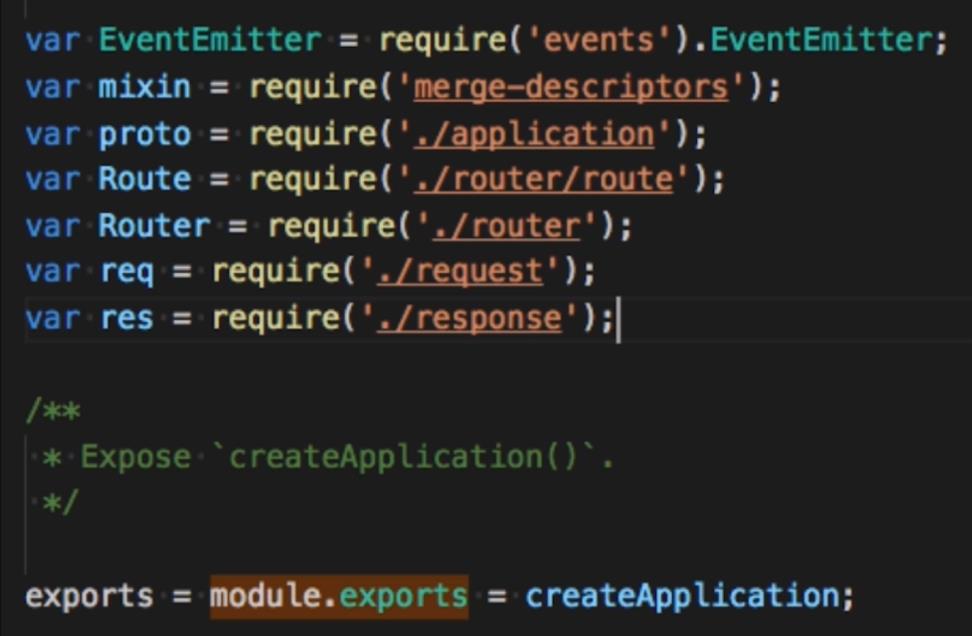 var EventEmitter = require('events').EventEmitter;
var mixin = require('merge-descriptors');
var proto = require('./application');
var Route = require('./router/route');
var Router = require('./router');
var req = require('./request');
var res = require('./response');
/**
* Expose `createApplication()`.
*/
exports = module.exports = createApplication;